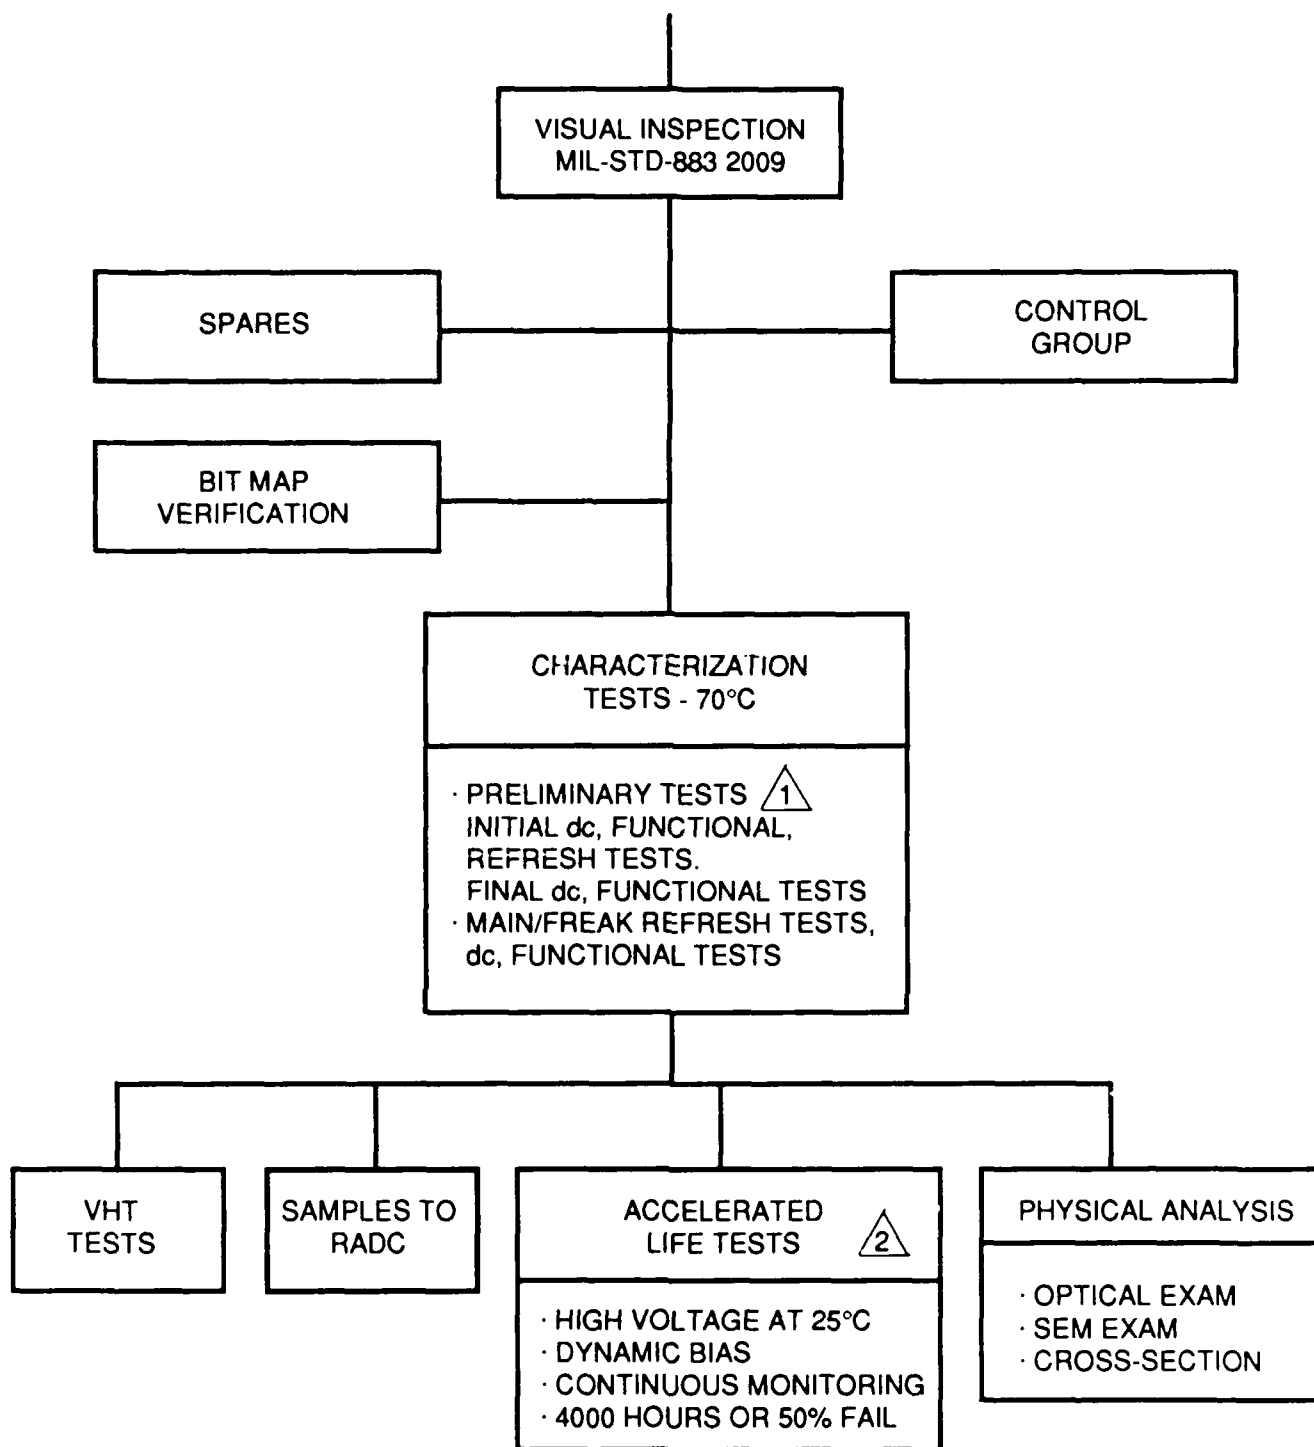 VISUAL INSPECTION
MIL-STD-883 2009
SPARES
CONTROL
GROUP
BIT MAP
VERIFICATION
CHARACTERIZATION
TESTS - 70°C
· PRELIMINARY TESTS 1
INITIAL dc, FUNCTIONAL,
REFRESH TESTS.
FINAL dc, FUNCTIONAL TESTS
· MAIN/FREAK REFRESH TESTS,
dc, FUNCTIONAL TESTS
VHT
TESTS
SAMPLES TO
RADC
ACCELERATED
LIFE TESTS 2
· HIGH VOLTAGE AT 25°C
· DYNAMIC BIAS
· CONTINUOUS MONITORING
· 4000 HOURS OR 50% FAIL
PHYSICAL ANALYSIS
· OPTICAL EXAM
· SEM EXAM
· CROSS-SECTION